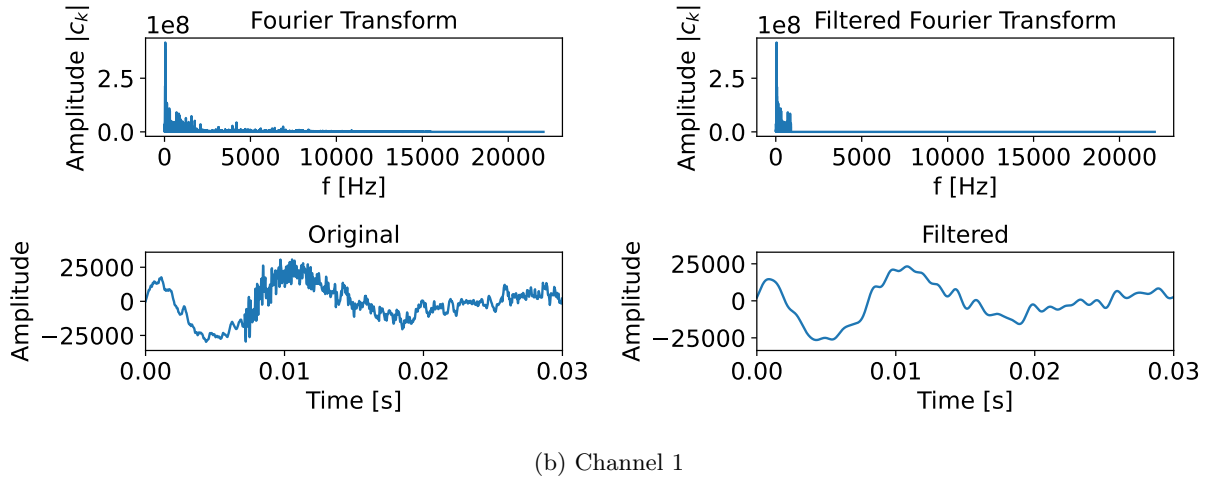 Fourier Transform
1e8
Amplitude |c_k|
2.5
0.0
0 5000 10000 15000 20000
f [Hz]
Filtered Fourier Transform
1e8
Amplitude |c_k|
2.5
0.0
0 5000 10000 15000 20000
f [Hz]
Original
Amplitude
25000
0
−25000
0.00 0.01 0.02 0.03
Time [s]
Filtered
Amplitude
25000
0
−25000
0.00 0.01 0.02 0.03
Time [s]
(b) Channel 1